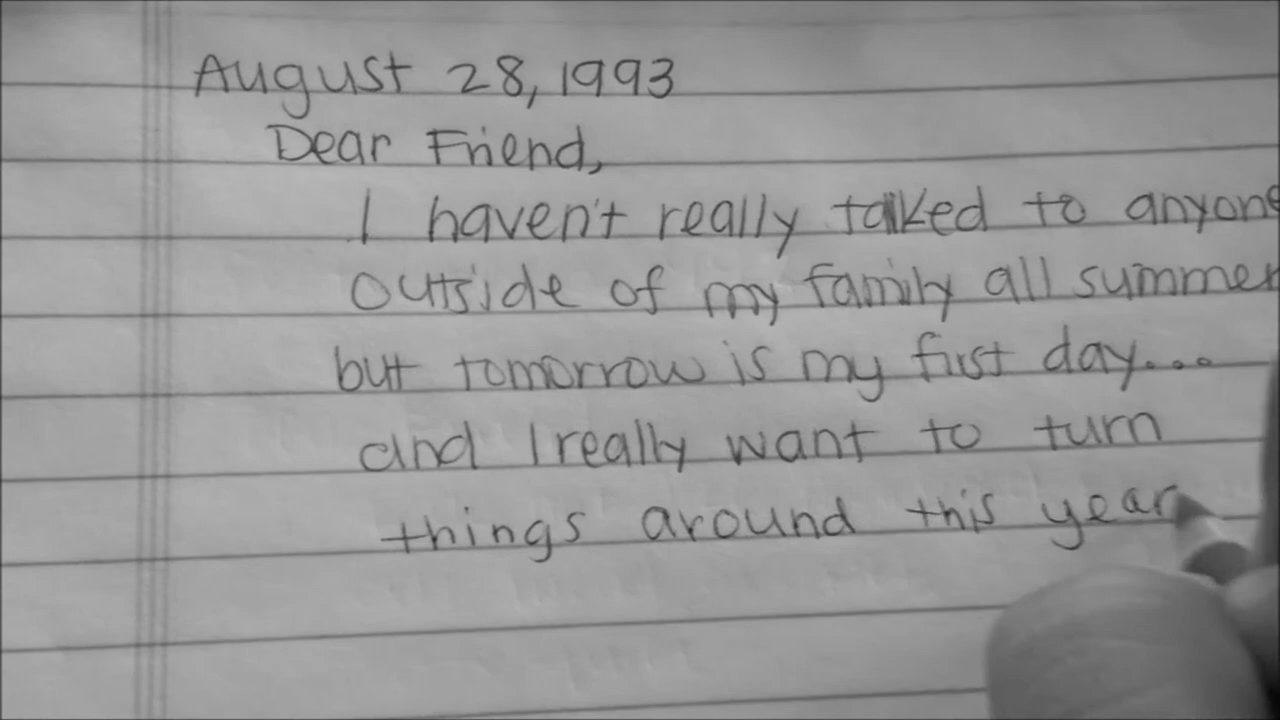 August 28, 1993
Dear Friend,
I haven't really talked to anyone
outside of my family all summer
but tomorrow is my first day...
and I really want to turn
things around this year